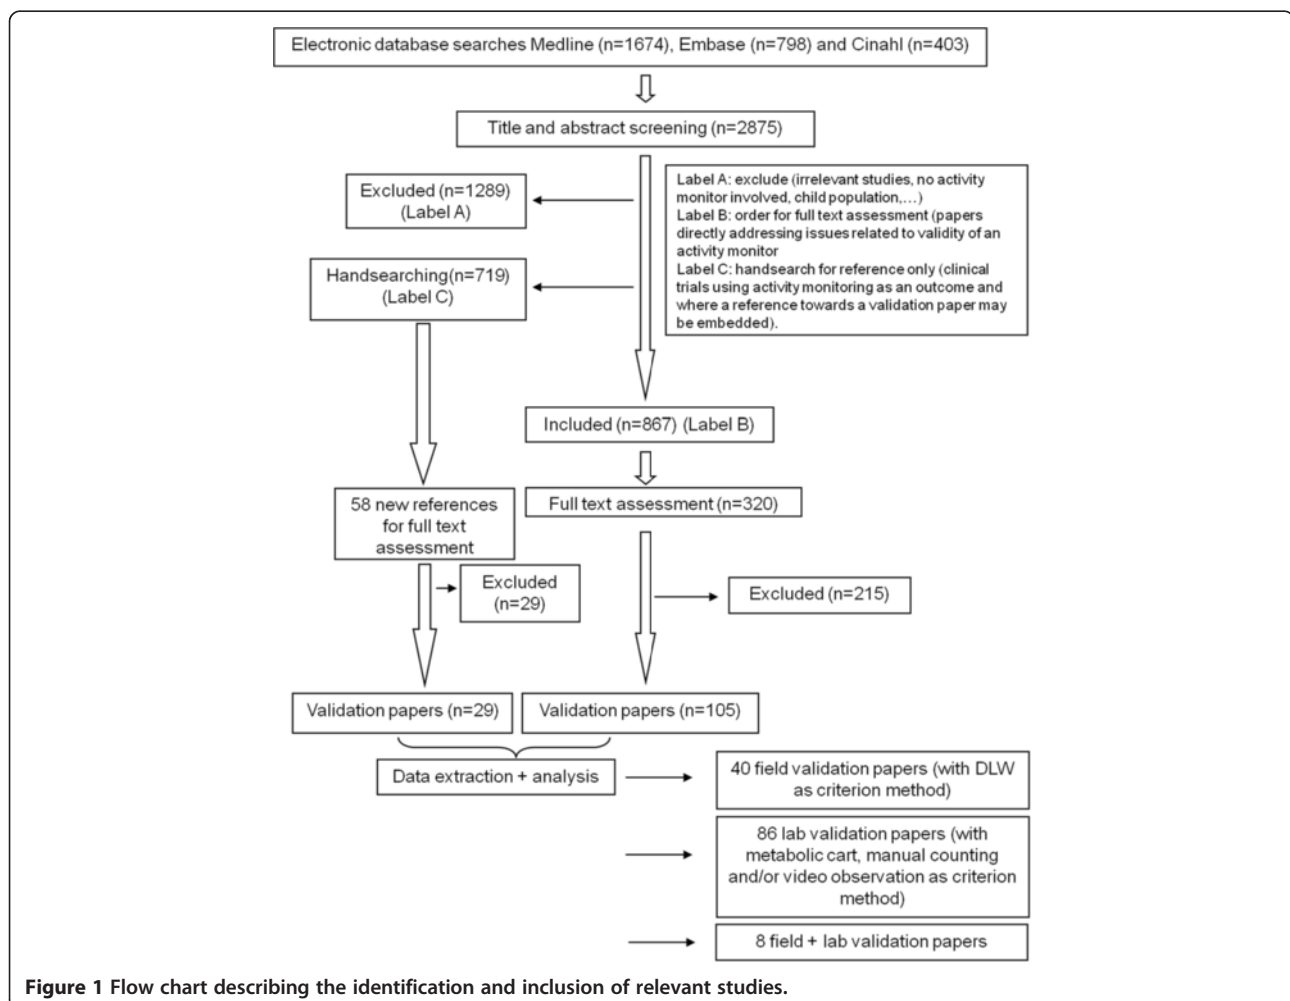 Electronic database searches Medline (n=1674), Embase (n=798) and Cinahl (n=403)
Title and abstract screening (n=2875)
Excluded (n=1289)
(Label A)
Label A: exclude (irrelevant studies, no activity
monitor involved, child population,...)
Label B: order for full text assessment (papers
directly addressing issues related to validity of an
activity monitor
Label C: handsearch for reference only (clinical
trials using activity monitoring as an outcome and
where a reference towards a validation paper may
be embedded).
Handsearching(n=719)
(Label C)
Included (n=867) (Label B)
58 new references
for full text
assessment
Full text assessment (n=320)
Excluded
(n=29)
Excluded (n=215)
Validation papers (n=29)
Validation papers (n=105)
Data extraction + analysis
40 field validation papers (with DLW
as criterion method)
86 lab validation papers (with
metabolic cart, manual counting
and/or video observation as criterion
method)
8 field + lab validation papers
Figure 1 Flow chart describing the identification and inclusion of relevant studies.